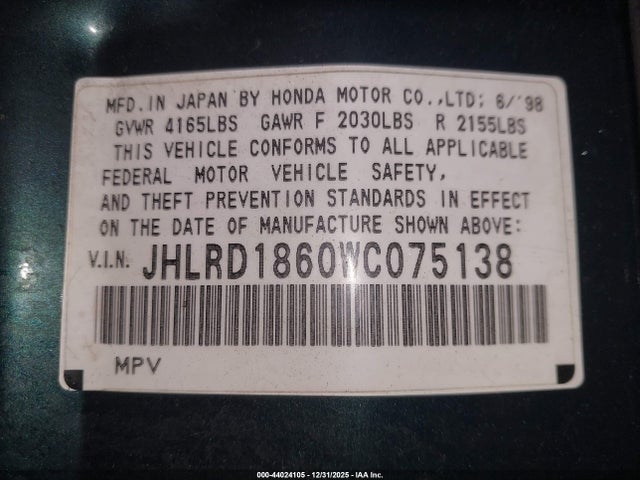 MFD. IN JAPAN BY HONDA MOTOR CO., LTD; 6/'98
GVWR 4165LBS GAWR F 2030LBS R 2155LBS
THIS VEHICLE CONFORMS TO ALL APPLICABLE
FEDERAL MOTOR VEHICLE SAFETY,
AND THEFT PREVENTION STANDARDS IN EFFECT
ON THE DATE OF MANUFACTURE SHOWN ABOVE:
V.I.N. JHLRD1860WC075138
MPV
000-44024105 - 12/31/2025 - IAA Inc.